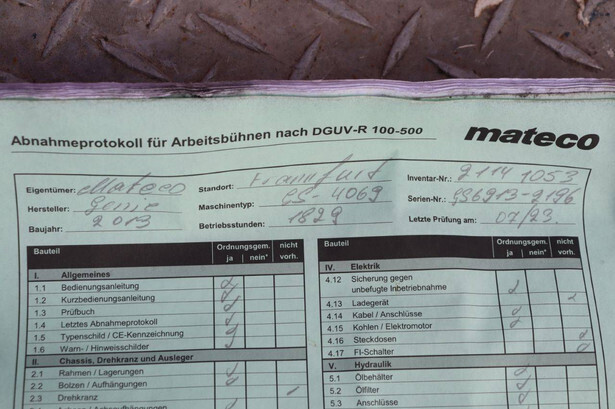 Abnahmeprotokoll für Arbeitsbühnen nach DGUV-R 100-500
mateco
Eigentümer: Mateco Standort: Frankfurt Inventar-Nr.: 2114 1053
Hersteller: Genie Maschinentyp: GS-4069 Serien-Nr.: GS6913-2196
Baujahr: 2013 Betriebsstunden: 1829 Letzte Prüfung am: 07/23
Bauteil Ordnungsgem. nicht
ja nein* vorh.
I. Allgemeines
1.1 Bedienungsanleitung
1.2 Kurzbedienungsanleitung
1.3 Prüfbuch
1.4 Letztes Abnahmeprotokoll
1.5 Typenschild / CE-Kennzeichnung
1.6 Warn- / Hinweisschilder
II. Chassis, Drehkranz und Ausleger
2.1 Rahmen / Lagerungen
2.2 Bolzen / Aufhängungen
2.3 Drehkranz
Bauteil Ordnungsgem. nicht
ja nein* vorh.
IV. Elektrik
4.12 Sicherung gegen
unbefugte Inbetriebnahme
4.13 Ladegerät
4.14 Kabel / Anschlüsse
4.15 Kohlen / Elektromotor
4.16 Steckdosen
4.17 FI-Schalter
V. Hydraulik
5.1 Ölbehälter
5.2 Ölfilter
5.3 Anschlüsse